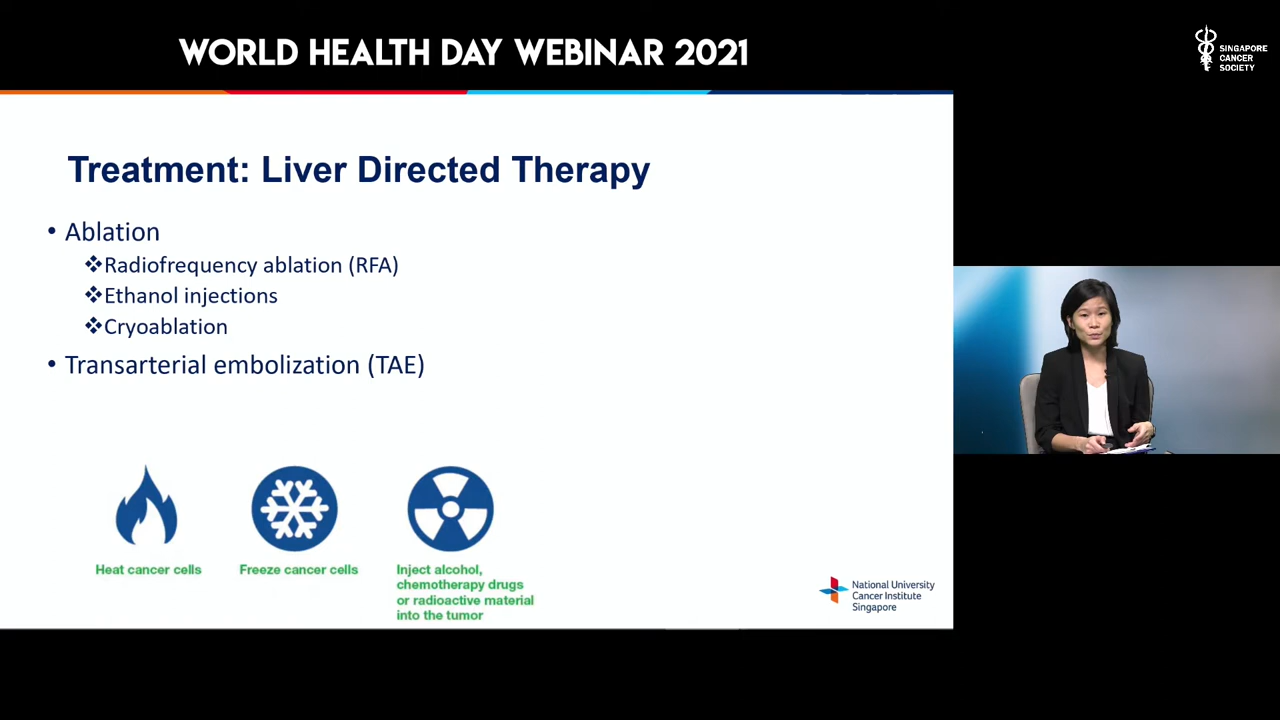 WORLD HEALTH DAY WEBINAR 2021
SINGAPORE
CANCER
SOCIETY
Treatment: Liver Directed Therapy
• Ablation
❖Radiofrequency ablation (RFA)
❖Ethanol injections
❖Cryoablation
• Transarterial embolization (TAE)
Heat cancer cells
Freeze cancer cells
Inject alcohol,
chemotherapy drugs
or radioactive material
into the tumor
National University
Cancer Institute
Singapore